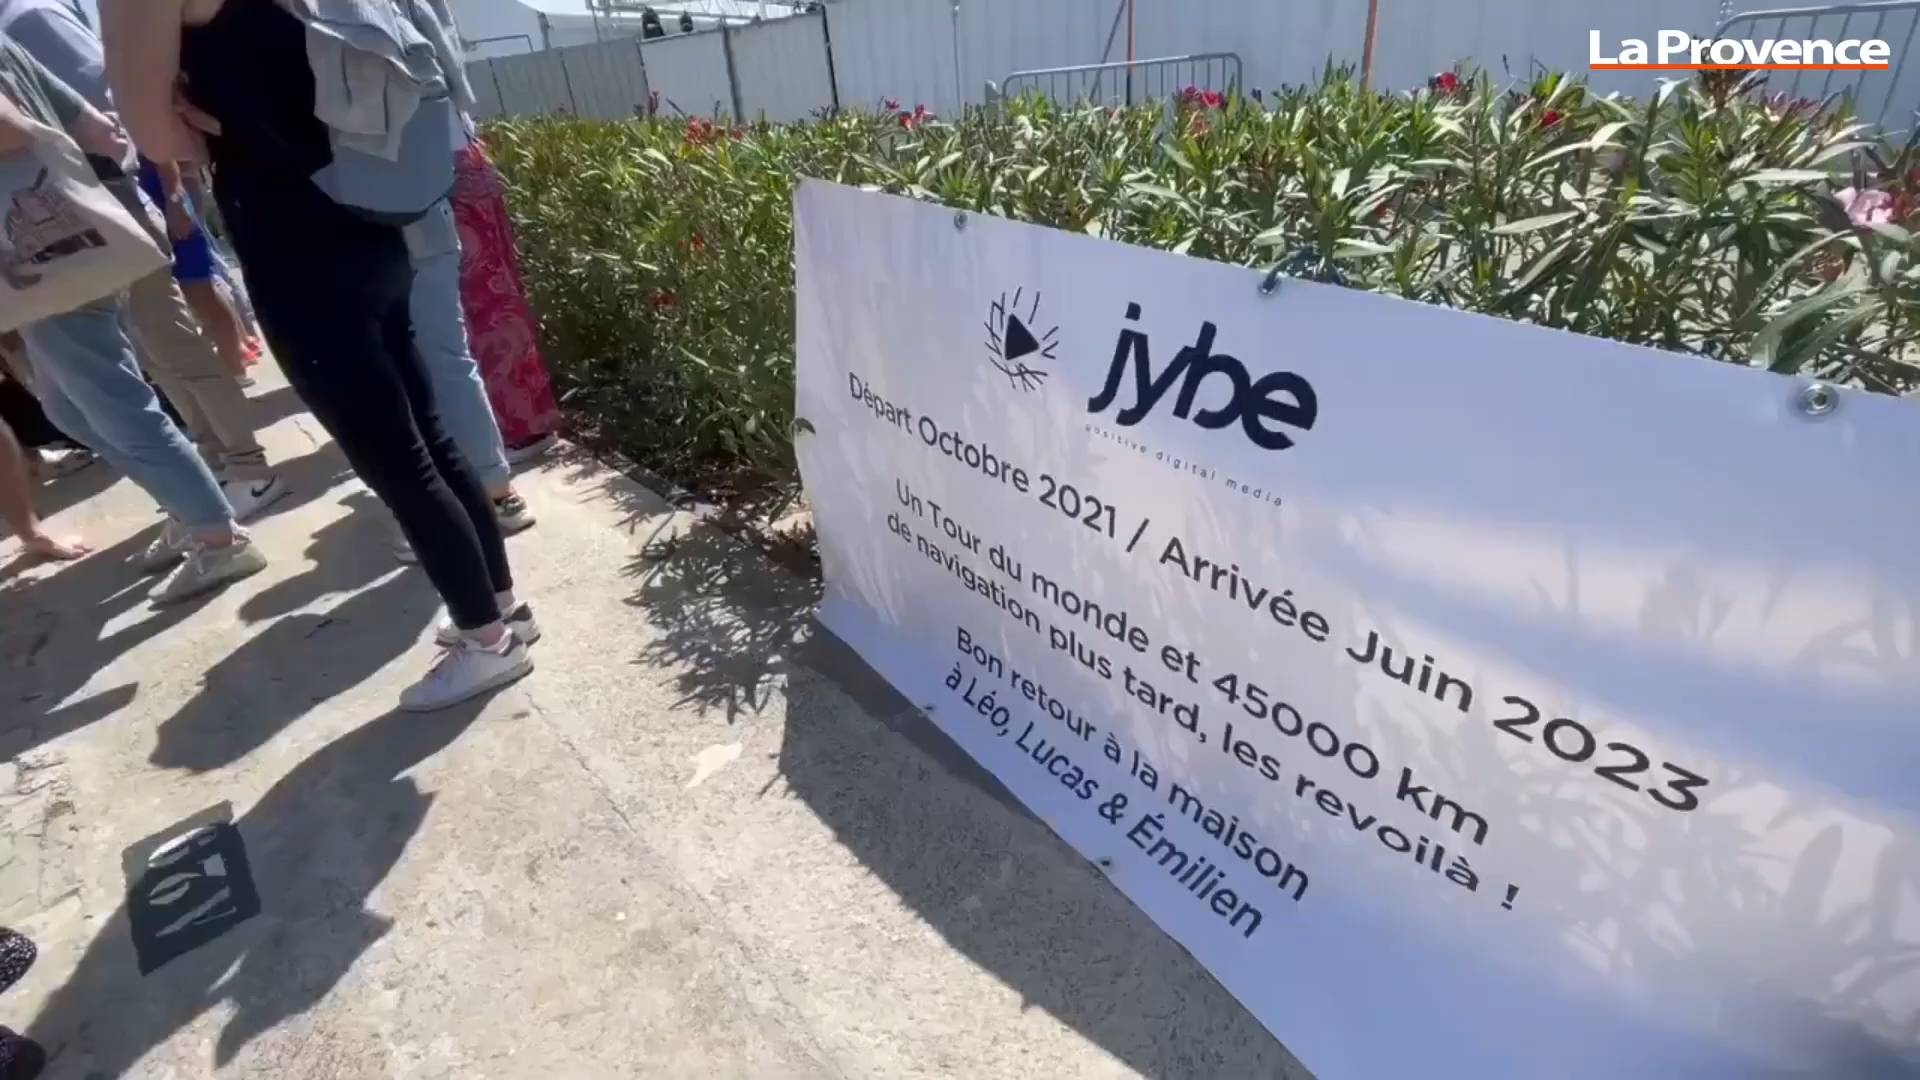 La Provence
jybe
positive digital media
Départ Octobre 2021 / Arrivée Juin 2023
Un Tour du monde et 45000 km
de navigation plus tard, les revoilà !
Bon retour à la maison
à Léo, Lucas & Émilien